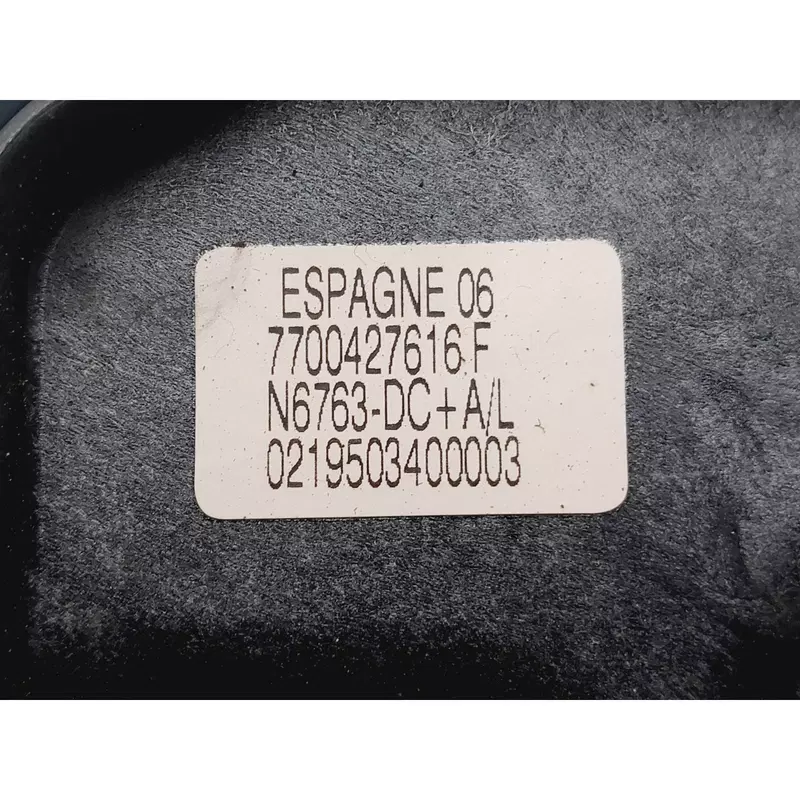 ESPAGNE 06
7700427616 F
N6763-DC+A/L
0219503400003